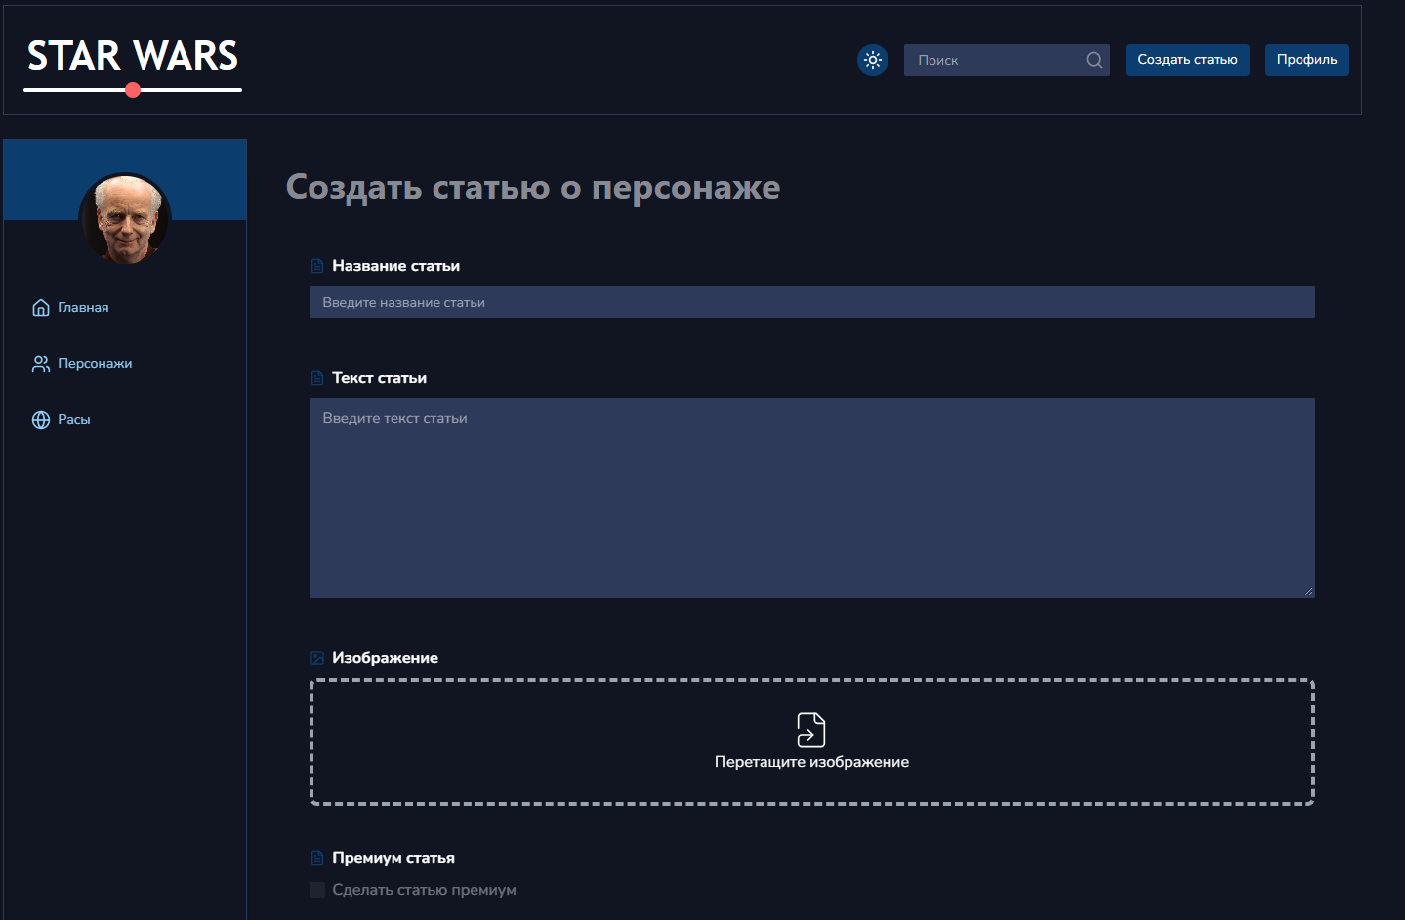 STAR WARS
Поиск
Создать статью
Профиль
Главная
Персонажи
Расы
Создать статью о персонаже
Название статьи
Введите название статьи
Текст статьи
Введите текст статьи
Изображение
Перетащите изображение
Премиум статья
Сделать статью премиум